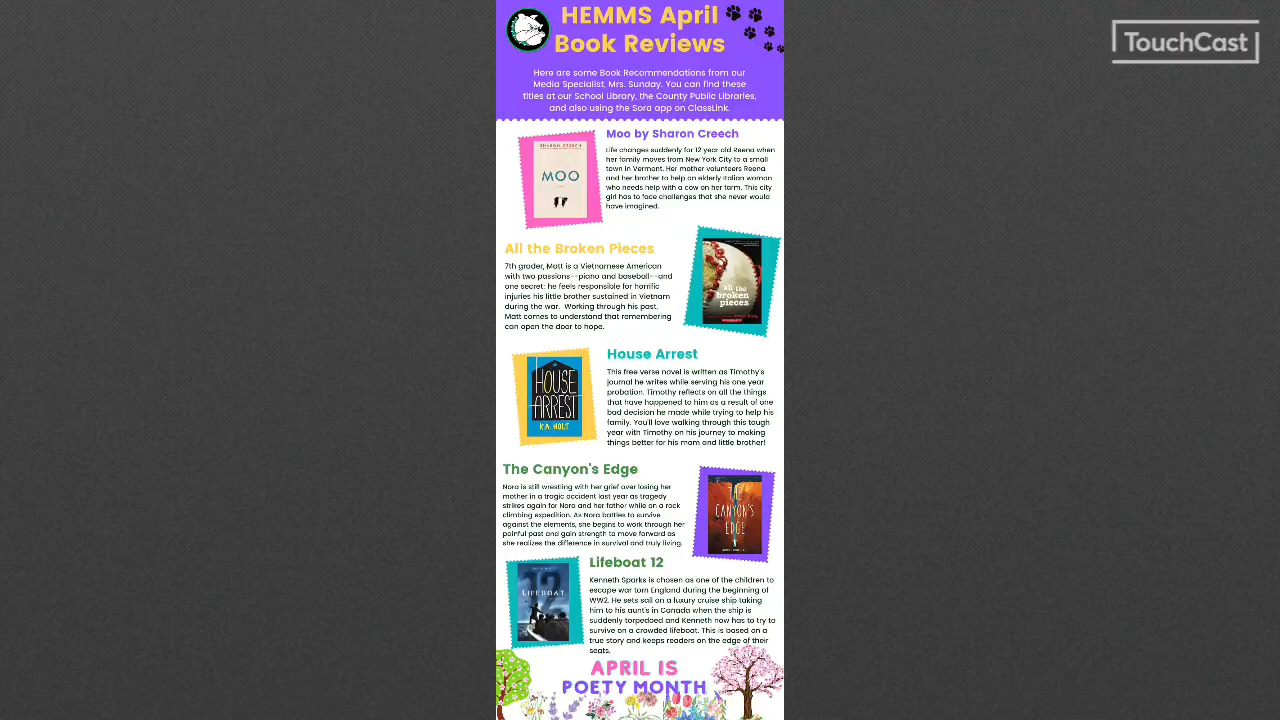 HEMMS April
Book Reviews
TouchCast
Here are some Book Recommendations from our
Media Specialist, Mrs. Sunday. You can find these
titles at our School Library, the County Public Libraries,
and also using the Sora app on ClassLink.
Moo by Sharon Creech
Life changes suddenly for 12 year old Reena when
her family moves from New York City to a small
town in Vermont. Her mother volunteers Reena
and her brother to help an elderly Italian woman
who needs help with a cow on her farm. This city
girl has to face challenges that she never would
have imagined.
SHARON CREECH
MOO
All the Broken Pieces
7th grader, Matt is a Vietnamese American
with two passions--piano and baseball--and
one secret: he feels responsible for horrific
injuries his little brother sustained in Vietnam
during the war. Working through his past,
Matt comes to understand that remembering
can open the door to hope.
all the
broken
pieces
House Arrest
This free verse novel is written as Timothy's
journal he writes while serving his one year
probation. Timothy reflects on all the things
that have happened to him as a result of one
bad decision he made while trying to help his
family. You'll love walking through this tough
year with Timothy on his journey to making
things better for his mom and little brother!
HOUSE
ARREST
K.A. HOLT
The Canyon's Edge
Nora is still wrestling with her grief over losing her
mother in a tragic accident last year as tragedy
strikes again for Nora and her father while on a rock
climbing expedition. As Nora battles to survive
against the elements, she begins to work through her
painful past and gain strength to move forward as
she realizes the difference in survival and truly living.
THE
CANYON'S
EDGE
Lifeboat 12
Kenneth Sparks is chosen as one of the children to
escape war torn England during the beginning of
WW2. He sets sail on a luxury cruise ship taking
him to his aunt's in Canada when the ship is
suddenly torpedoed and Kenneth now has to try to
survive on a crowded lifeboat. This is based on a
true story and keeps readers on the edge of their
seats.
12
LIFEBOAT
APRIL IS
POETY MONTH